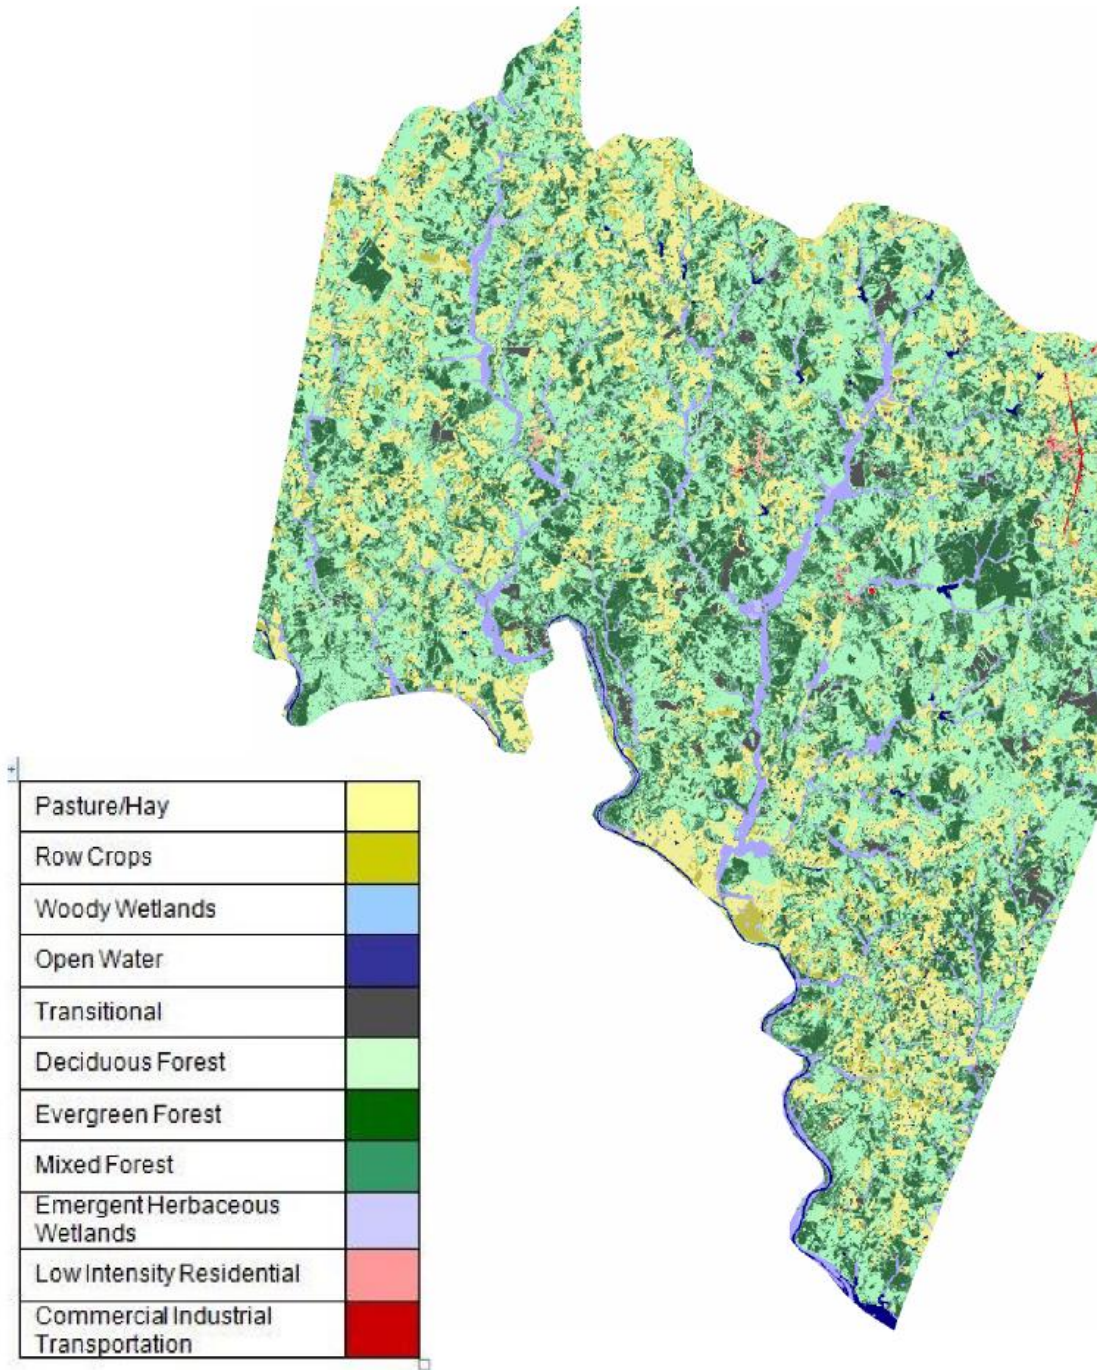 Pasture/Hay
Row Crops
Woody Wetlands
Open Water
Transitional
Deciduous Forest
Evergreen Forest
Mixed Forest
Emergent Herbaceous
Wetlands
Low Intensity Residential
Commercial Industrial
Transportation